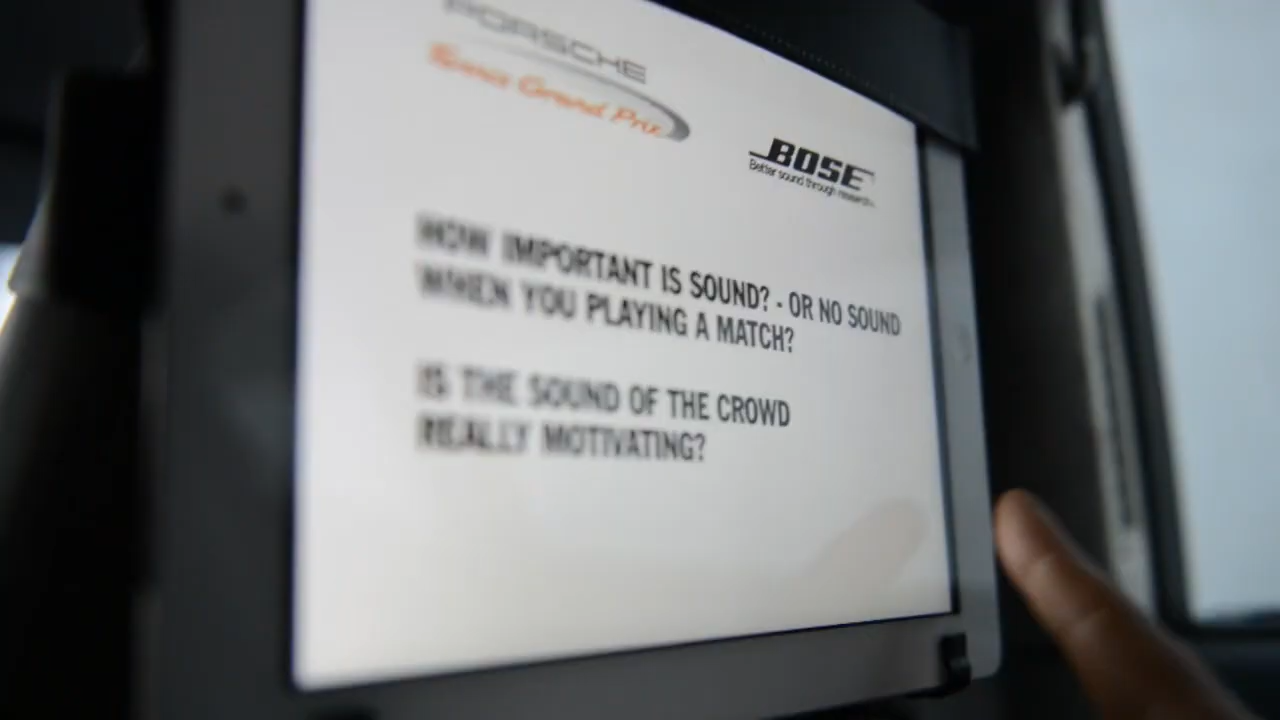 PORSCHE
Tennis Grand Prix
BOSE
Better sound through research.
HOW IMPORTANT IS SOUND? - OR NO SOUND
WHEN YOU PLAYING A MATCH?
IS THE SOUND OF THE CROWD
REALLY MOTIVATING?